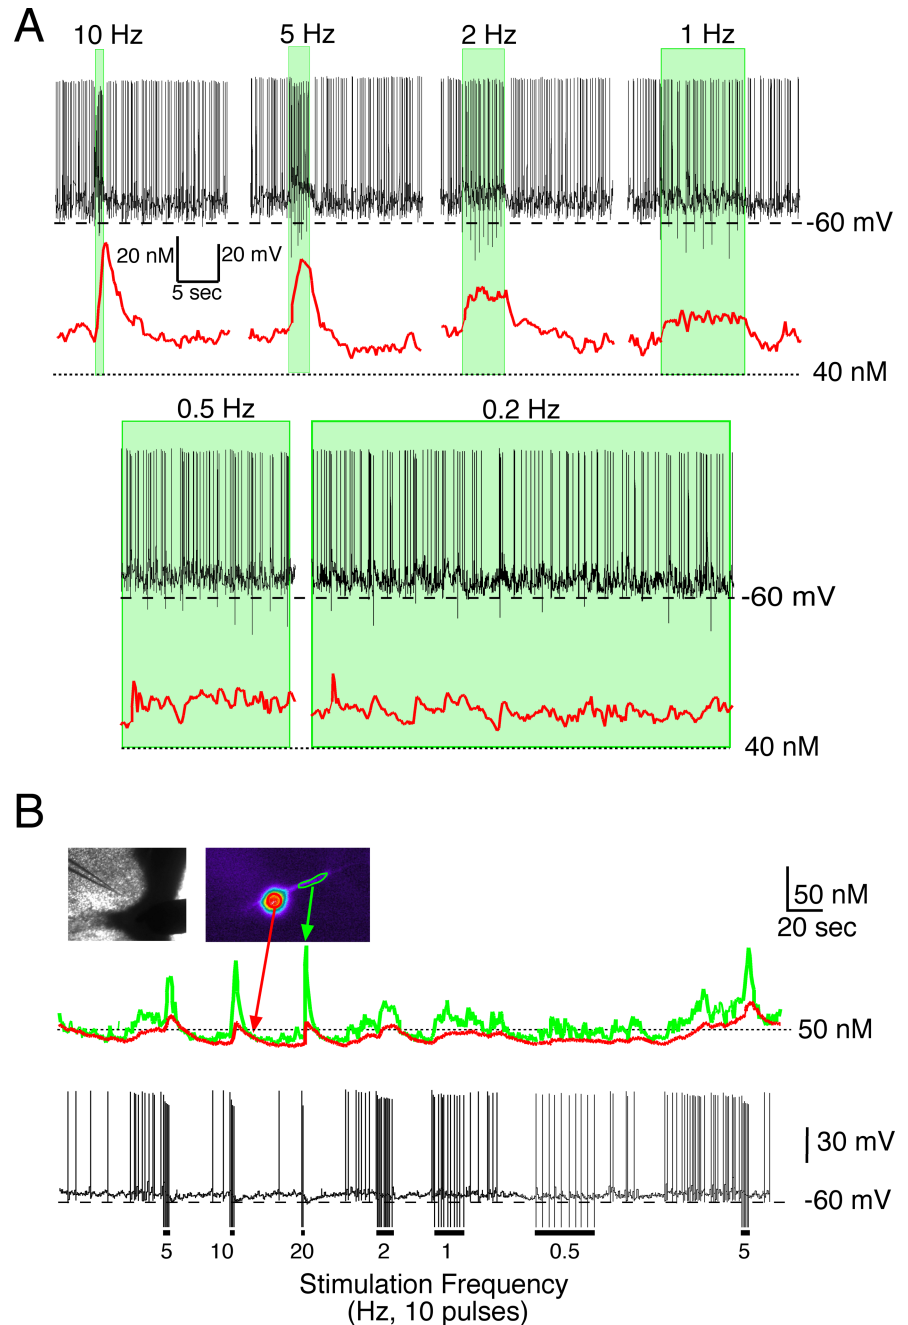 A
10 Hz
5 Hz
2 Hz
1 Hz
-60 mV
20 nM
20 mV
5 sec
40 nM
0.5 Hz
0.2 Hz
-60 mV
40 nM
B
50 nM
20 sec
50 nM
30 mV
-60 mV
5 10 20 2 1 0.5 5
Stimulation Frequency
(Hz, 10 pulses)